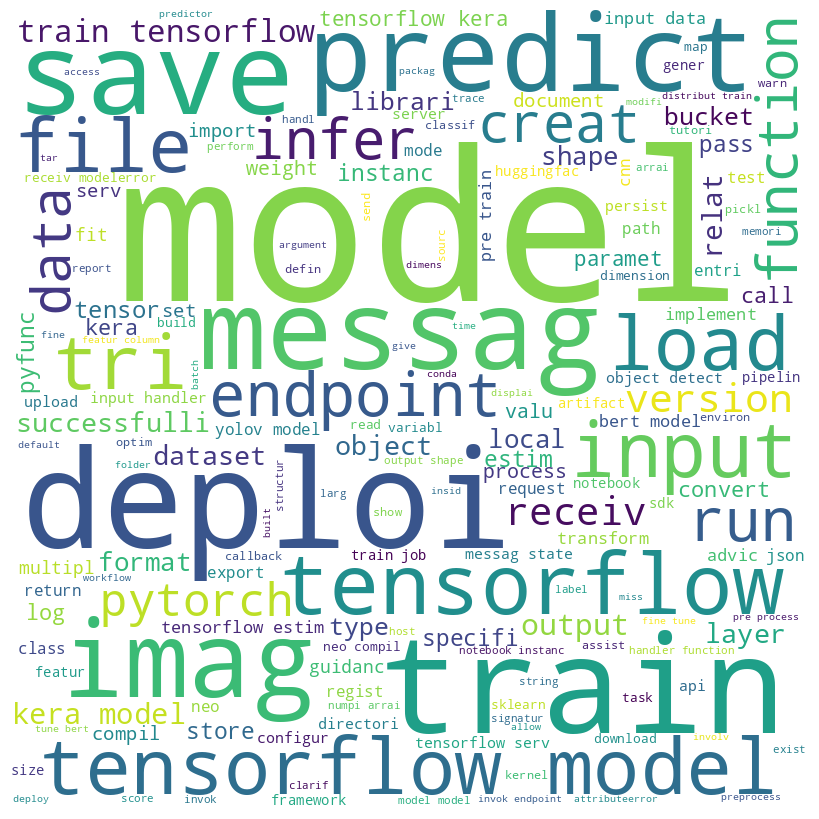 predictor
train tensorflow
tensorflow kera
input data
save
predict
map
gener
function
access
packag
warn
librari
trace
document
modifi
distribut train
bucket
tutori
file
import
handl
server
infer
classif
creat
perform
mode
shape
pass
tar
receiv modelerror
weight
instanc
huggingfac
cnn
arrai
test
serv
data
model
send
sourc
pre train
persist
pickl
relat
path
fit
argument
paramet
memori
report
defin
dimens
dimension
entri
tensor
set
call
pyfunc
kera
build
messag
time
implement
load
fine
featur column
tri
batch
give
conda
object detect
pipelin
upload
input handler
endpoint
displai
artifact
version
successfulli
yolov model
read
variabl
valu
bert model
environ
default
optim
object
local
input
folder
dataset
structur
output shape
estim
process
notebook
deploi
larg
insid
request
convert
built
show
receiv
sdk
run
transform
multipl
format
callback
train job
messag state
advic
json
workflow
export
return
pytorch
tensorflow
label
miss
log
fine tune
pre process
imag
tensorflow estim
type
host
specifi
output
layer
class
neo compil
notebook instanc
assist
handler function
guidanc
train
featur
regist
string
api
task
kera model
neo
numpi arrai
sklearn
signatur
allow
tune bert
compil
store
directori
configur
tensorflow serv
download
involv
exist
size
tensorflow model
kernel
clarif
preprocess
deploy
score
invok
framework
model model
invok endpoint
attributeerror